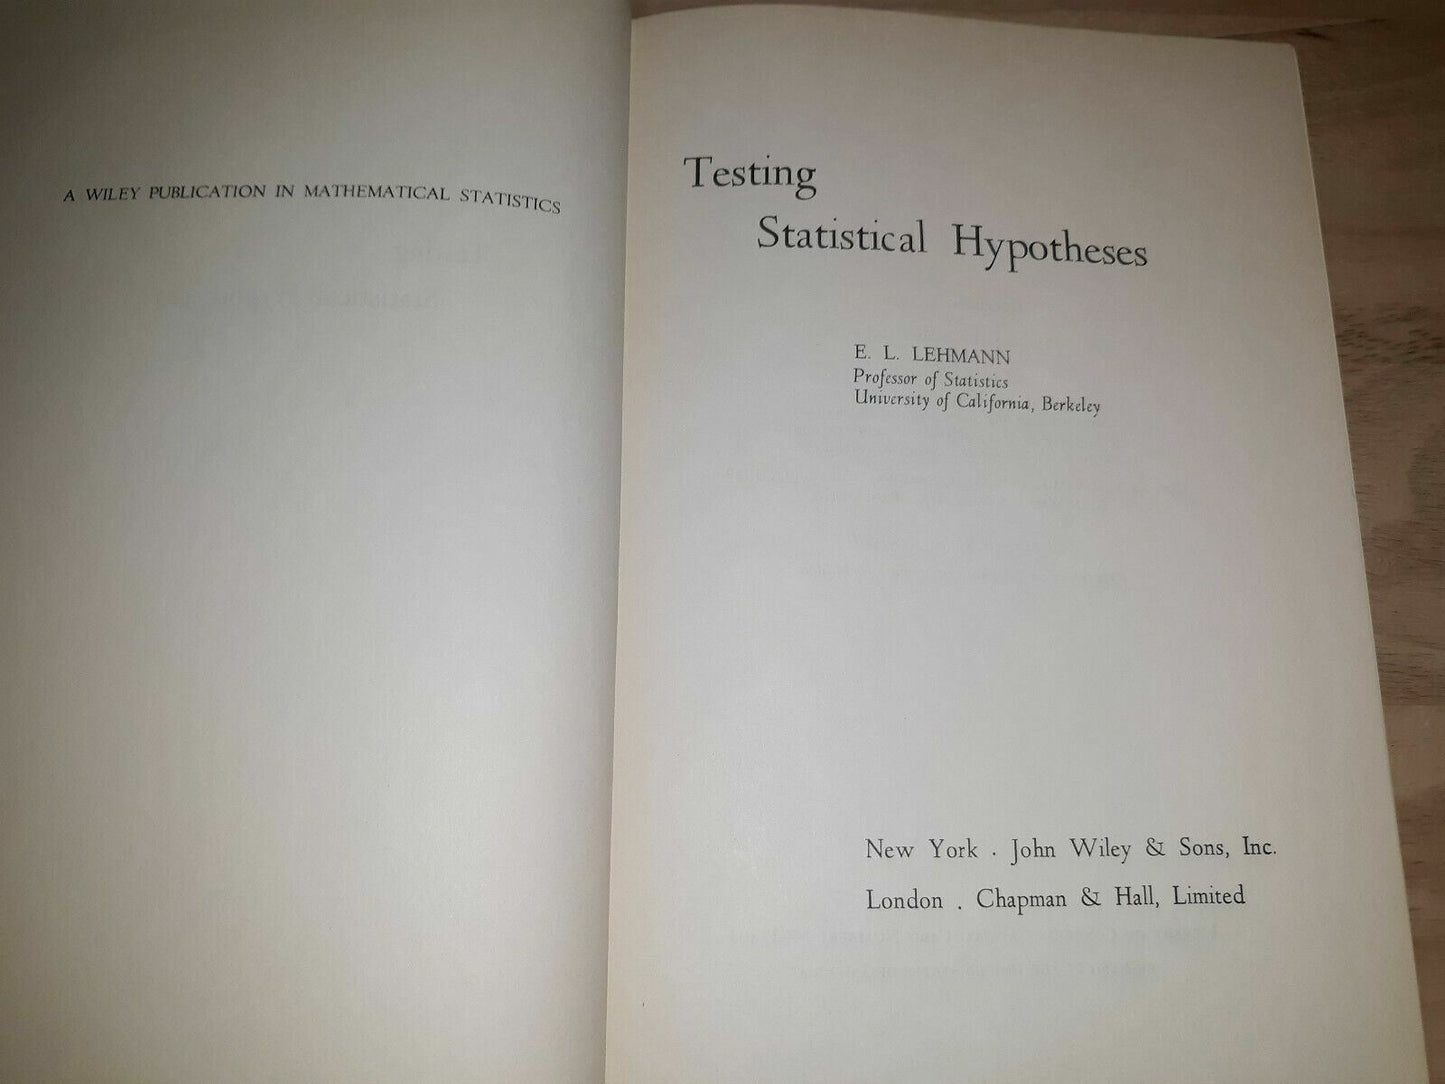 A WILEY PUBLICATION IN MATHEMATICAL STATISTICS
Testing
Statistical Hypotheses
E. L. LEHMANN
Professor of Statistics
University of California, Berkeley
New York . John Wiley & Sons, Inc.
London . Chapman & Hall, Limited